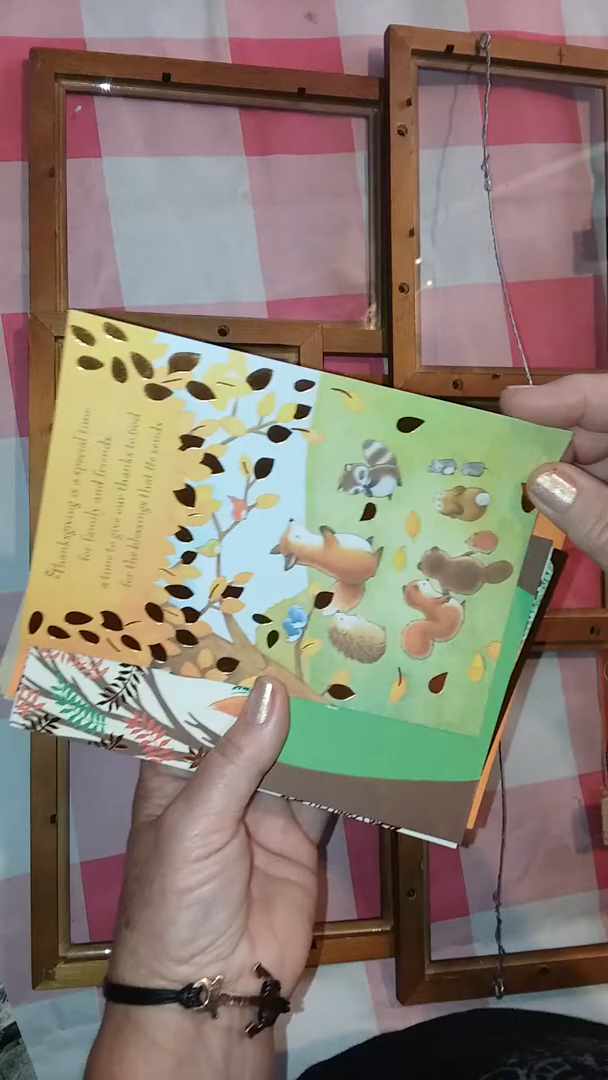 Thanksgiving is a special time
for family and friends,
a time to give our thanks to God
for the blessings that He sends